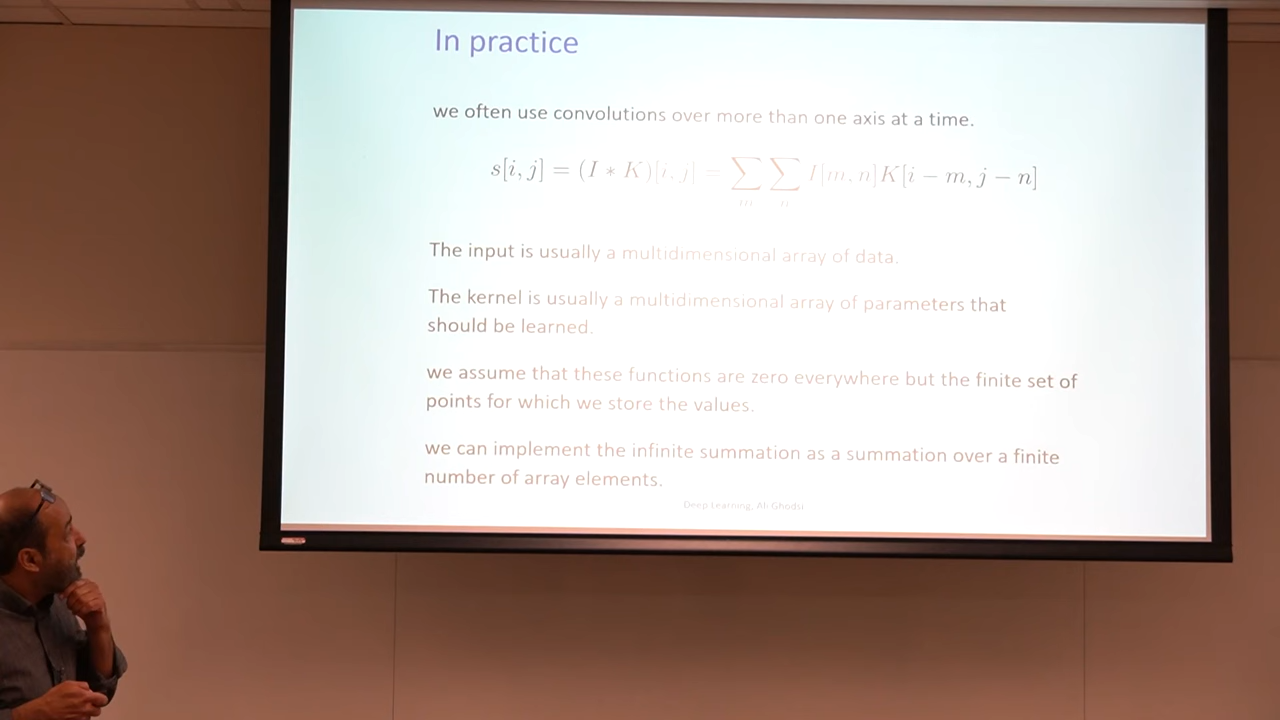 In practice
we often use convolutions over more than one axis at a time.
s[i, j] = (I ∗ K)[i, j] = ∑_m ∑_n I[m, n]K[i − m, j − n]
The input is usually a multidimensional array of data.
The kernel is usually a multidimensional array of parameters that
should be learned.
we assume that these functions are zero everywhere but the finite set of
points for which we store the values.
we can implement the infinite summation as a summation over a finite
number of array elements.
Deep Learning, Ali Ghodsi